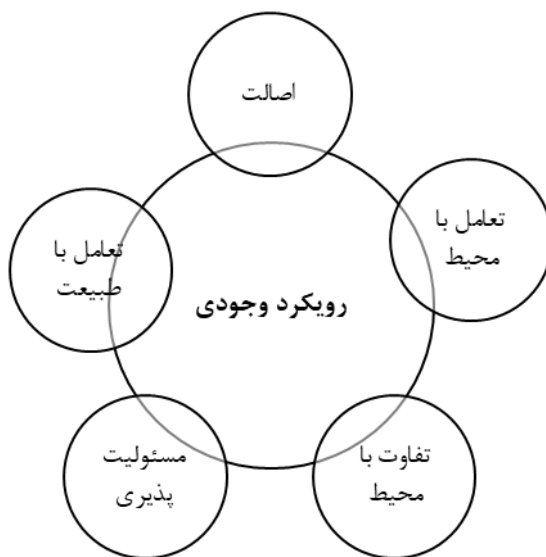 اصالت
تعامل با
محیط
تعامل با
طبیعت
رویکرد وجودی
تفاوت با
محیط
مسئولیت
پذیری